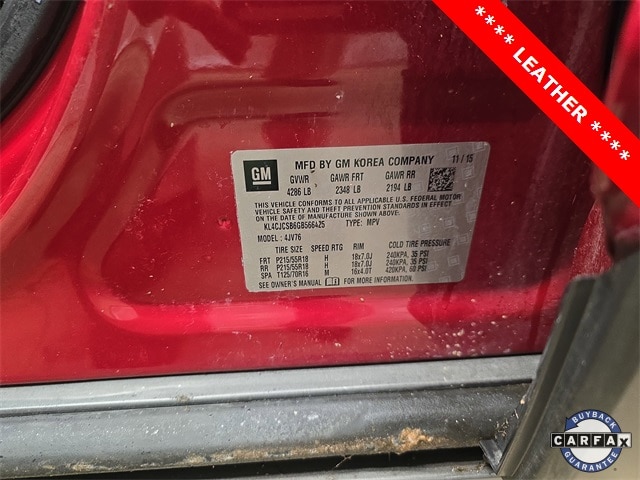 **** LEATHER ****
GM
MFD BY GM KOREA COMPANY 11 / 15
GVWR GAWR FRT GAWR RR
4286 LB 2348 LB 2194 LB
THIS VEHICLE CONFORMS TO ALL APPLICABLE U.S. FEDERAL MOTOR
VEHICLE SAFETY AND THEFT PREVENTION STANDARDS IN EFFECT
ON THE DATE OF MANUFACTURE SHOWN ABOVE.
KL4CJCSB6GB566425 TYPE: MPV
MODEL : 4JV76
TIRE SIZE SPEED RTG RIM COLD TIRE PRESSURE
FRT P215/55R18 H 18x7.0J 240KPA, 35 PSI
RR P215/55R18 H 18x7.0J 240KPA, 35 PSI
SPA T125/70R16 M 16x4.0T 420KPA, 60 PSI
SEE OWNER'S MANUAL FOR MORE INFORMATION.
BUYBACK
CARFAX
GUARANTEE